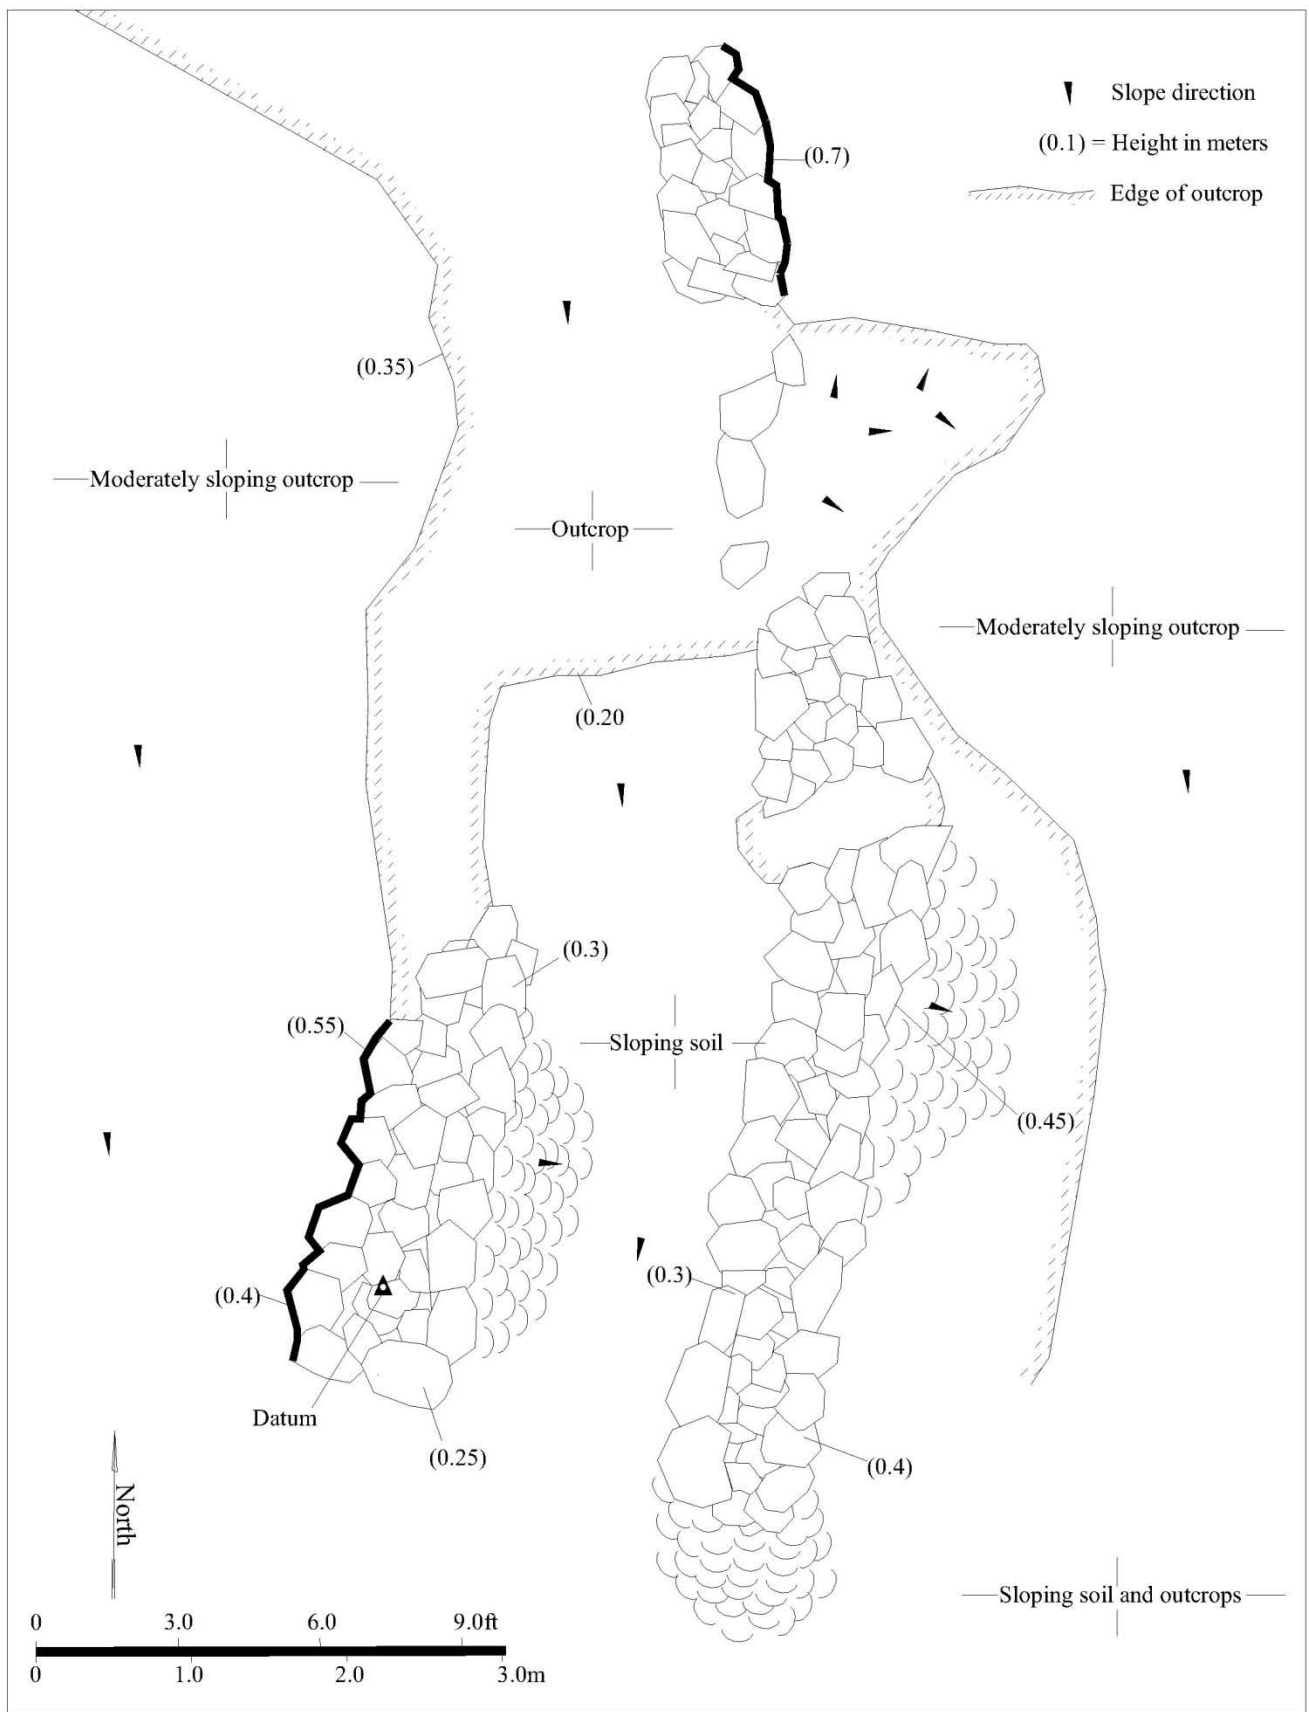 Slope direction
(0.1) = Height in meters
Edge of outcrop
(0.7)
(0.35)
Moderately sloping outcrop
Outcrop
Moderately sloping outcrop
(0.20
(0.3)
(0.55)
Sloping soil
(0.45)
(0.3)
(0.4)
Datum
(0.25)
(0.4)
North
Sloping soil and outcrops
0 3.0 6.0 9.0ft
0 1.0 2.0 3.0m